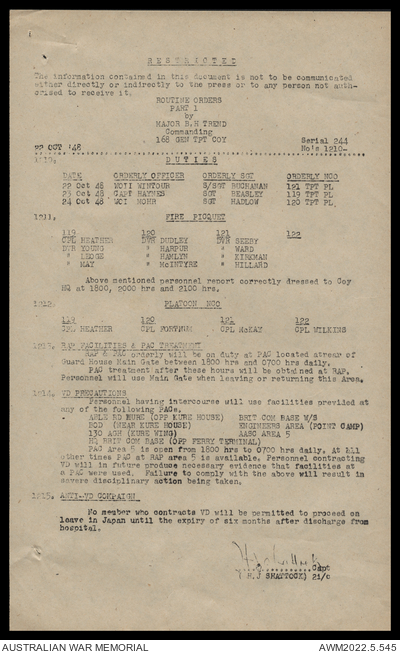 RESTRICTED
The information contained in this document is not to be communicated
either directly or indirectly to the press or to any person not auth-
orised to receive it.
ROUTINE ORDERS
PART 1
by
MAJOR B.H TREND
Commanding
168 GEN TPT COY
Serial 244
22 OCT '48
No's 1210-
1210. DUTIES
DATE ORDERLY OFFICER ORDERLY SGT ORDERLY NCO
22 Oct 48 WOI WINTOUR S/SGT BUCHANAN 121 TPT PL
23 Oct 48 CAPT HAYNES SGT BEASLEY 119 TPT PL
24 Oct 48 WOI MOHR SGT HADLOW 120 TPT PL
1211. FIRE PICQUET
119 120 121 122
CPL HEATHER DVR DUDLEY DVR SKEBY
DVR YOUNG " HARPUR " WARD
" LEDGE " HAMLYN " KIRKMAN
" MAY " McINTYRE " HILLARD
Above mentioned personnel report correctly dressed to Coy
HQ at 1800, 2000 hrs and 2100 hrs.
1212. PLATOON NCO
119 120 121 122
CPL HEATHER CPL CPL McKAY CPL WILKINS
1213. RAP FACILITIES & PAC TREATMENT
RAP & PAC orderly will be on duty at PAC located at rear of
Guard House Main Gate between 1800 hrs and 0700 hrs daily.
PAC treatment after these hours will be obtained at RAP.
Personnel will use Main Gate when leaving or returning this Area.
1214. VD PRECAUTIONS
Personnel having intercourse will use facilities provided at
any of the following PACs.
ABLE RD KURE (OPP KURE HOUSE) BRIT COM BASE W/S
ROD (NEAR KURE HOUSE) ENGINEERS AREA (POINT CAMP)
130 AGH (KURE WING) AASC AREA 5
HQ BRIT COM BASE (OPP FERRY TERMINAL)
PAC Area 5 is open from 1800 hrs to 0700 hrs daily. At all
other times PAC at RAP area 5 is available. Personnel contracting
VD will in future produce necessary evidence that facilities at
a PAC were used. Failure to comply with the above will result in
severe disciplinary action being taken.
1215. ANTI-VD COMPAIGN
No member who contracts VD will be permitted to proceed on
leave in Japan until the expiry of six months after discharge from
hospital.
Capt
(H.J SHATTOCK) 2i/c
AUSTRALIAN WAR MEMORIAL
AWM2022.5.545